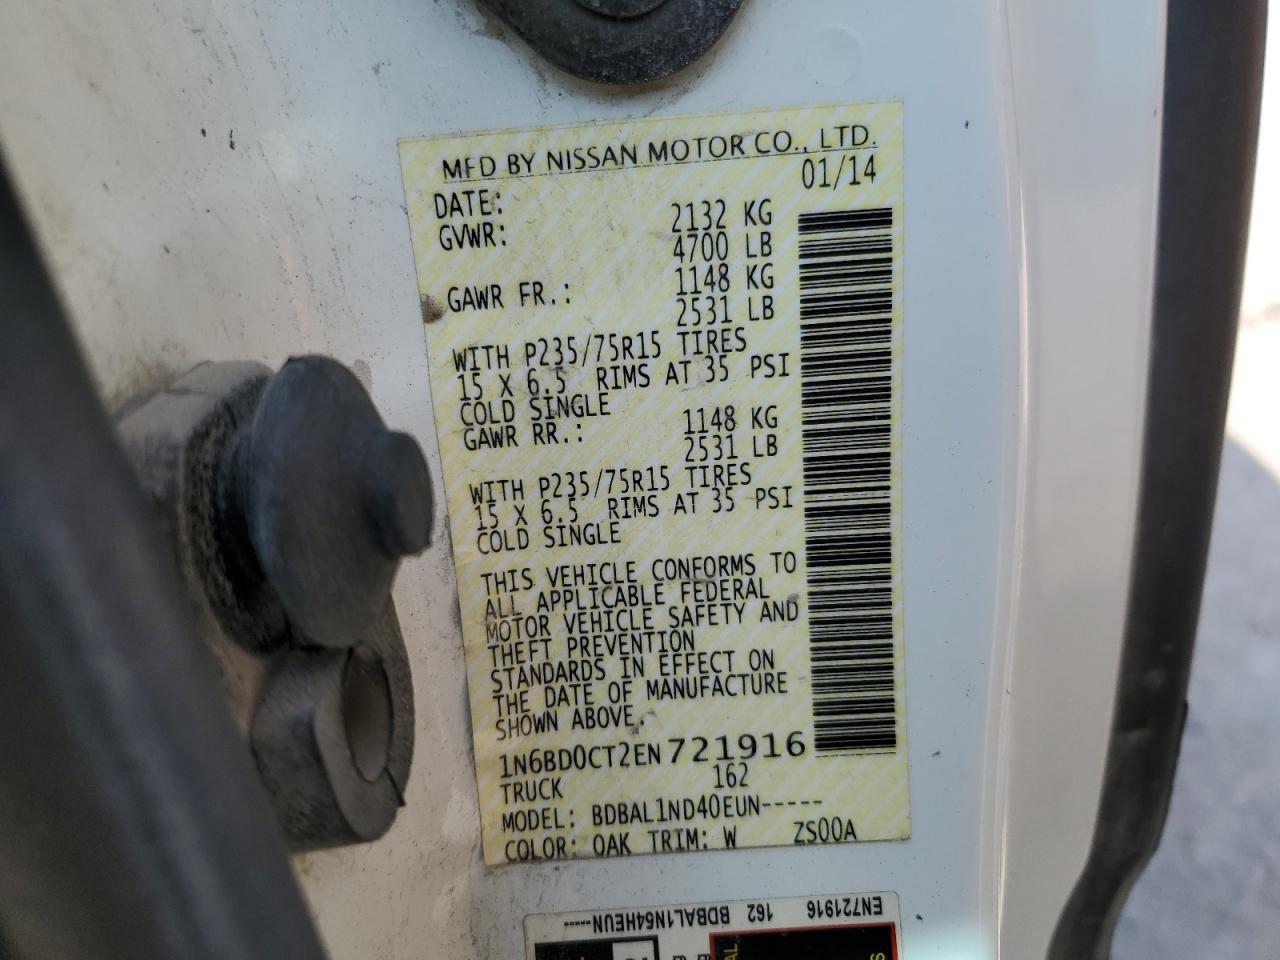 MFD BY NISSAN MOTOR CO., LTD.
DATE: 01/14
GVWR: 2132 KG
4700 LB
GAWR FR.: 1148 KG
2531 LB
WITH P235/75R15 TIRES
15 X 6.5 RIMS AT 35 PSI
COLD SINGLE
GAWR RR.: 1148 KG
2531 LB
WITH P235/75R15 TIRES
15 X 6.5 RIMS AT 35 PSI
COLD SINGLE
THIS VEHICLE CONFORMS TO
ALL APPLICABLE FEDERAL
MOTOR VEHICLE SAFETY AND
THEFT PREVENTION
STANDARDS IN EFFECT ON
THE DATE OF MANUFACTURE
SHOWN ABOVE.
1N6BD0CT2EN721916
TRUCK 162
MODEL: BDBAL1ND40EUN-----
COLOR: QAK TRIM: W ZS00A
EN721916 162 BDBAL1N54HEUN-----